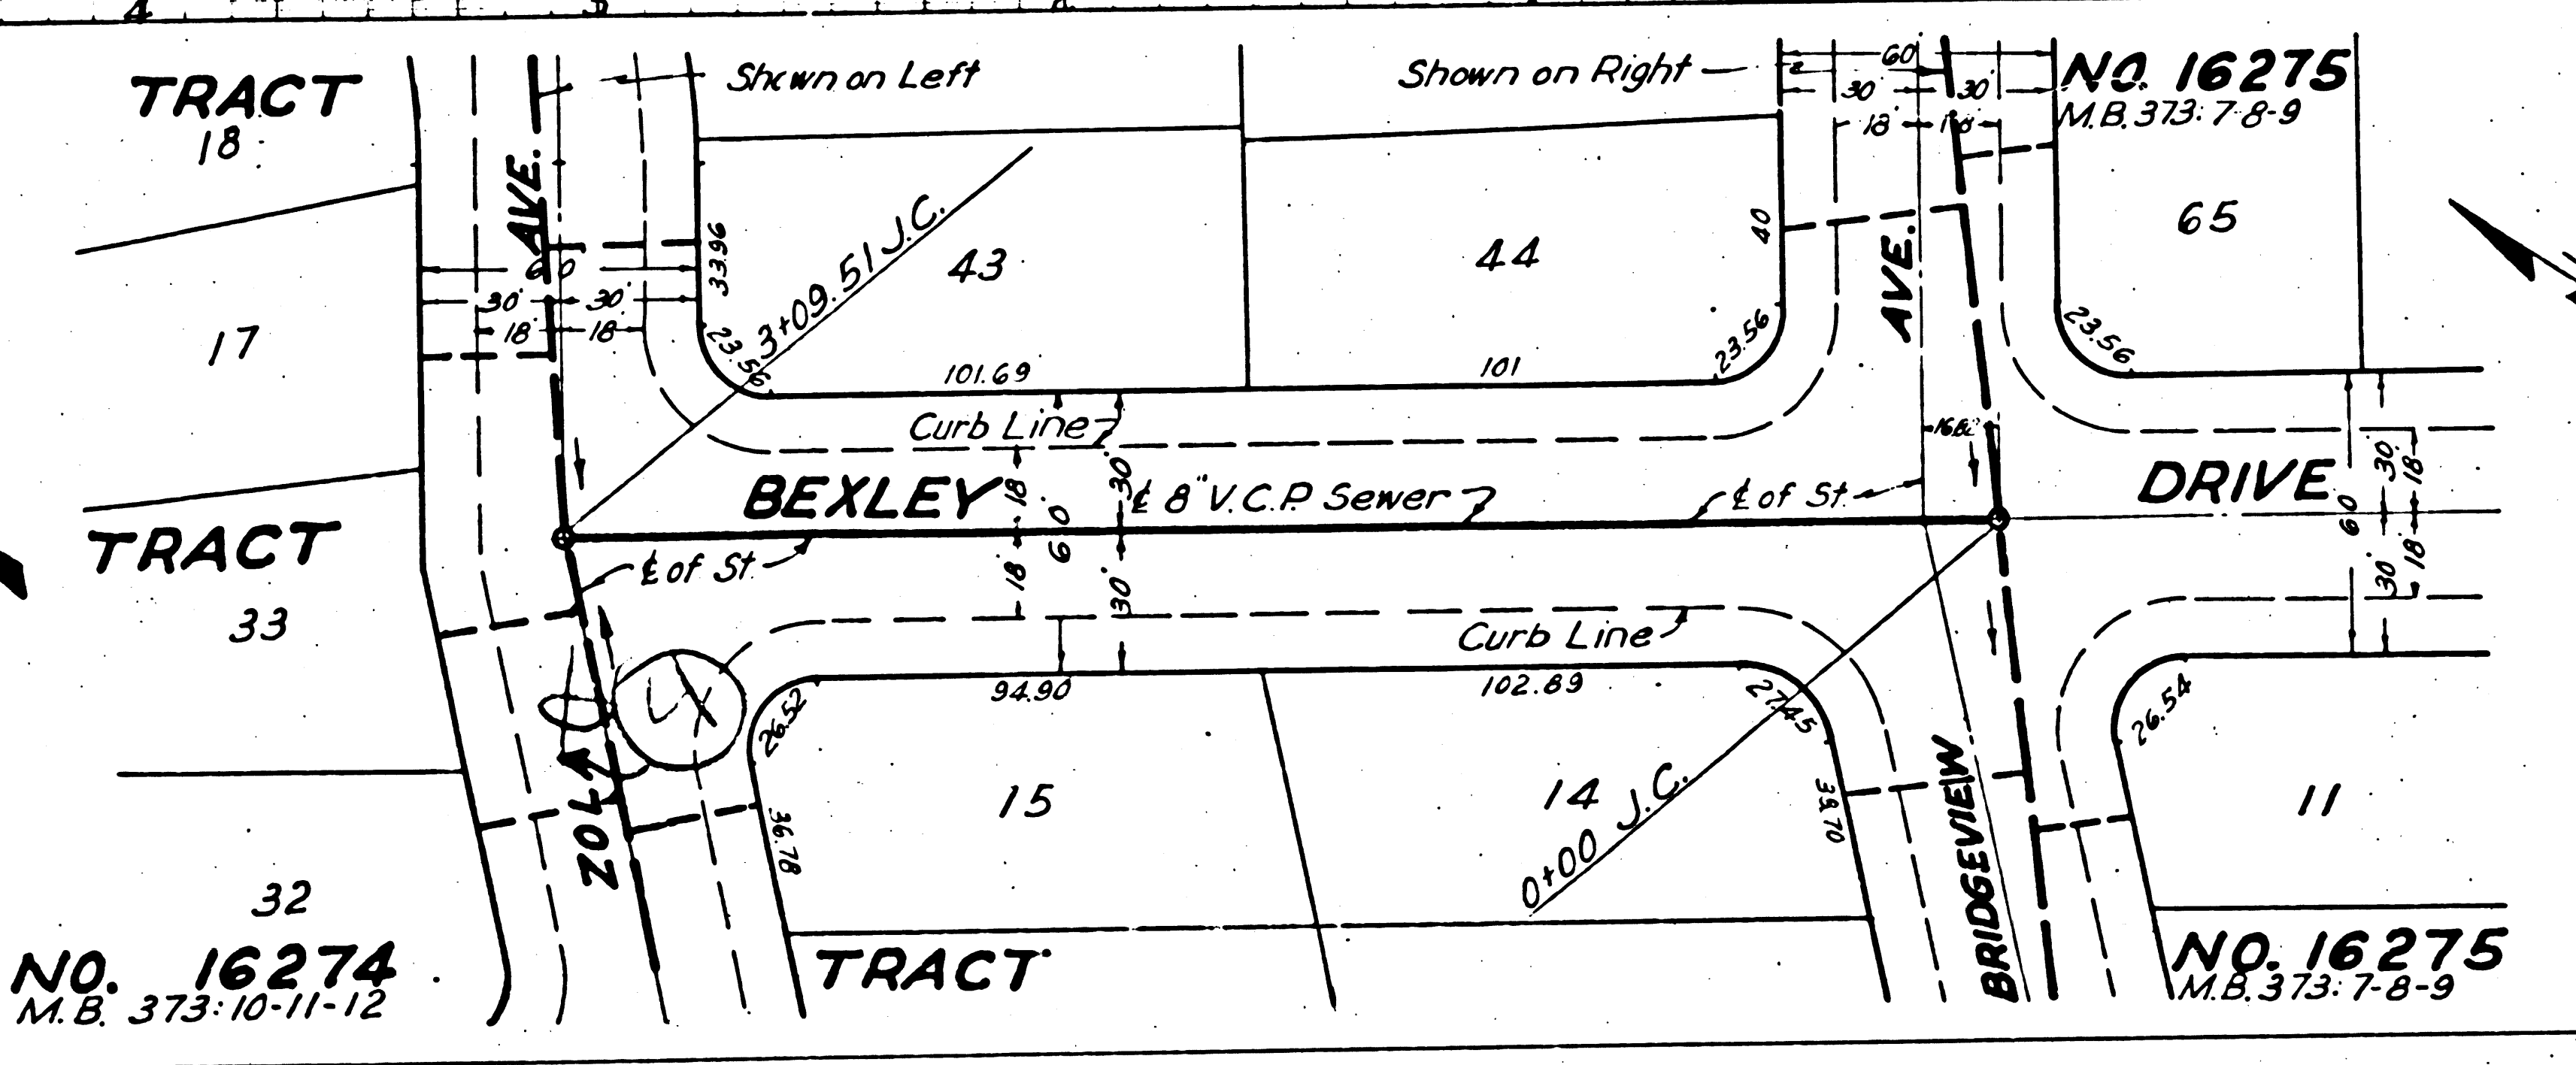 TRACT
18
Shown on Left
Shown on Right
60'
30' 30'
18' 18'
NO. 16275
M.B. 373: 7-8-9
AVE.
60
30' 30'
18' 18'
33.96
23.56
3+09.51 J.C.
43
44
40
AVE.
65
17
101.69
101
23.56
23.56
Curb Line
BEXLEY
18'
18'
60
30'
30'
℄ 8" V.C.P. Sewer
℄ of St.
DRIVE
60
30'
30'
18'
18'
TRACT
33
℄ of St.
Curb Line
26.52
94.90
102.89
27.45
26.54
ZOLA
36.78
15
14
0+00 J.C.
BRIDGEVIEW
11
32
NO. 16274
M.B. 373: 10-11-12
TRACT
NO. 16275
M.B. 373: 7-8-9